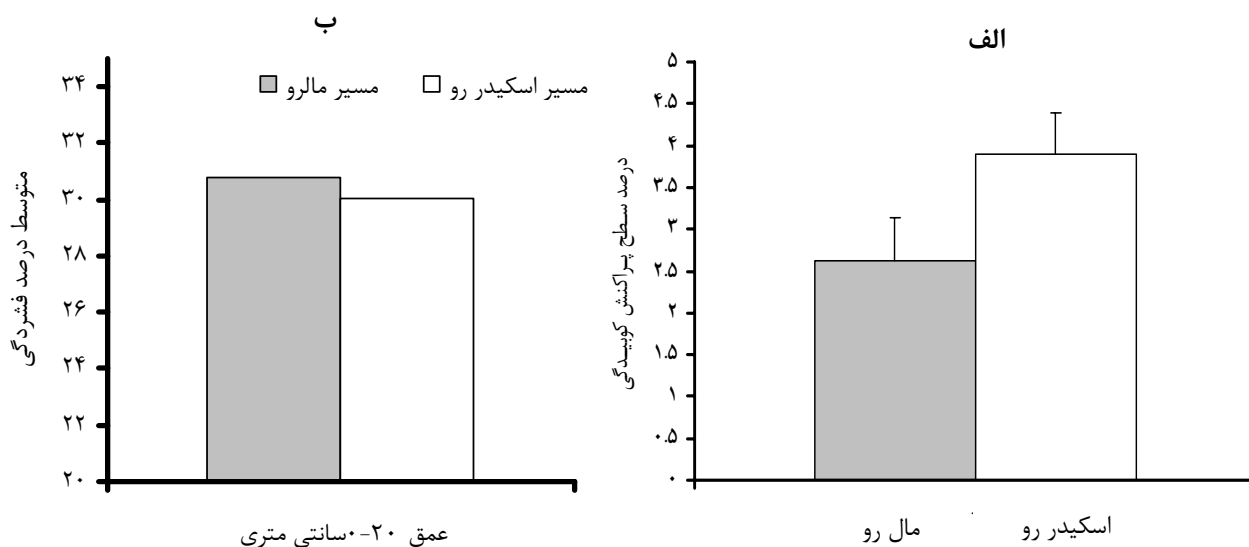 الف
درصد سطح پراکنش کوبیدگی
۵
۴.۵
۴
۳.۵
۳
۲.۵
۲
۱.۵
۱
۰.۵
۰
مال رو
اسکیدر رو
ب
مسیر مالرو
مسیر اسکیدر رو
متوسط درصد فشردگی
۳۴
۳۲
۳۰
۲۸
۲۶
۲۴
۲۲
۲۰
عمق ۲۰-۰سانتی متری